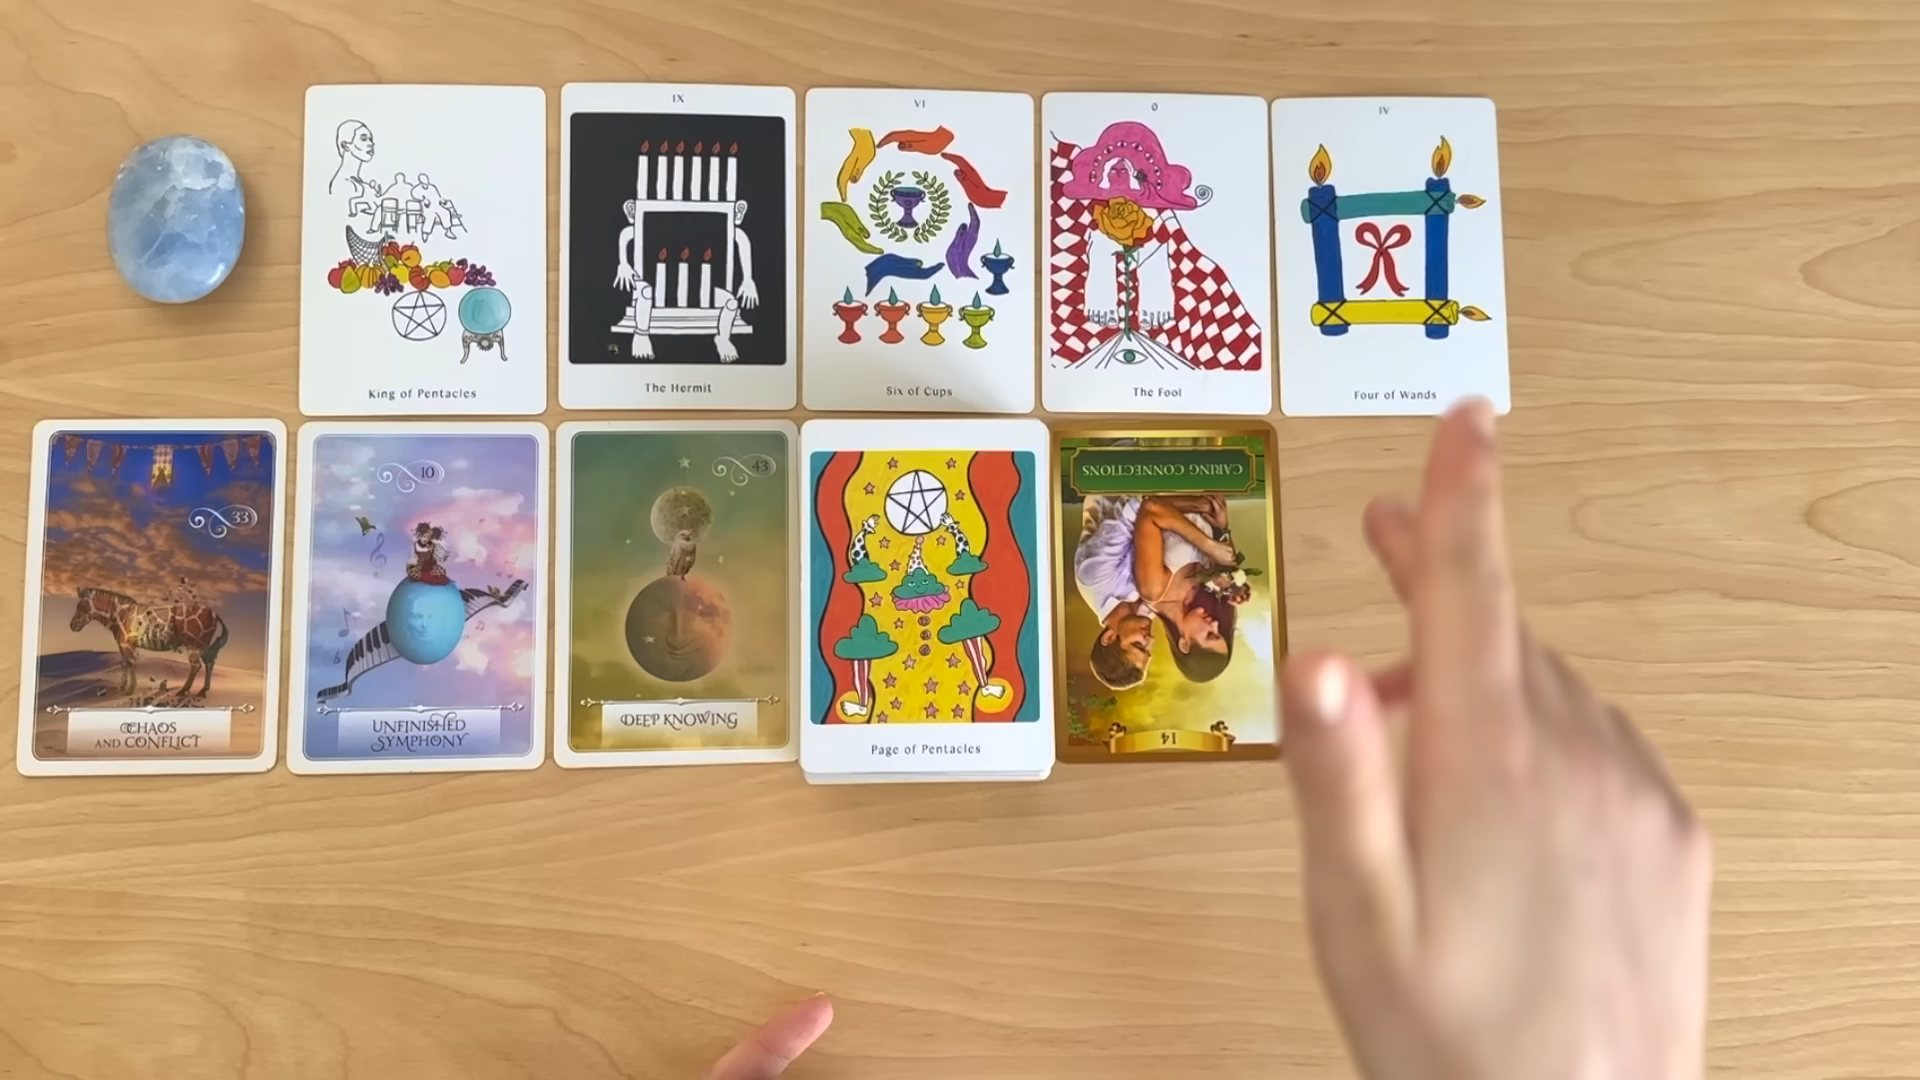 King of Pentacles
IX
The Hermit
VI
Six of Cups
0
The Fool
IV
Four of Wands
33
CHAOS
AND CONFLICT
10
UNFINISHED
SYMPHONY
43
DEEP KNOWING
Page of Pentacles
CARING CONNECTIONS
14